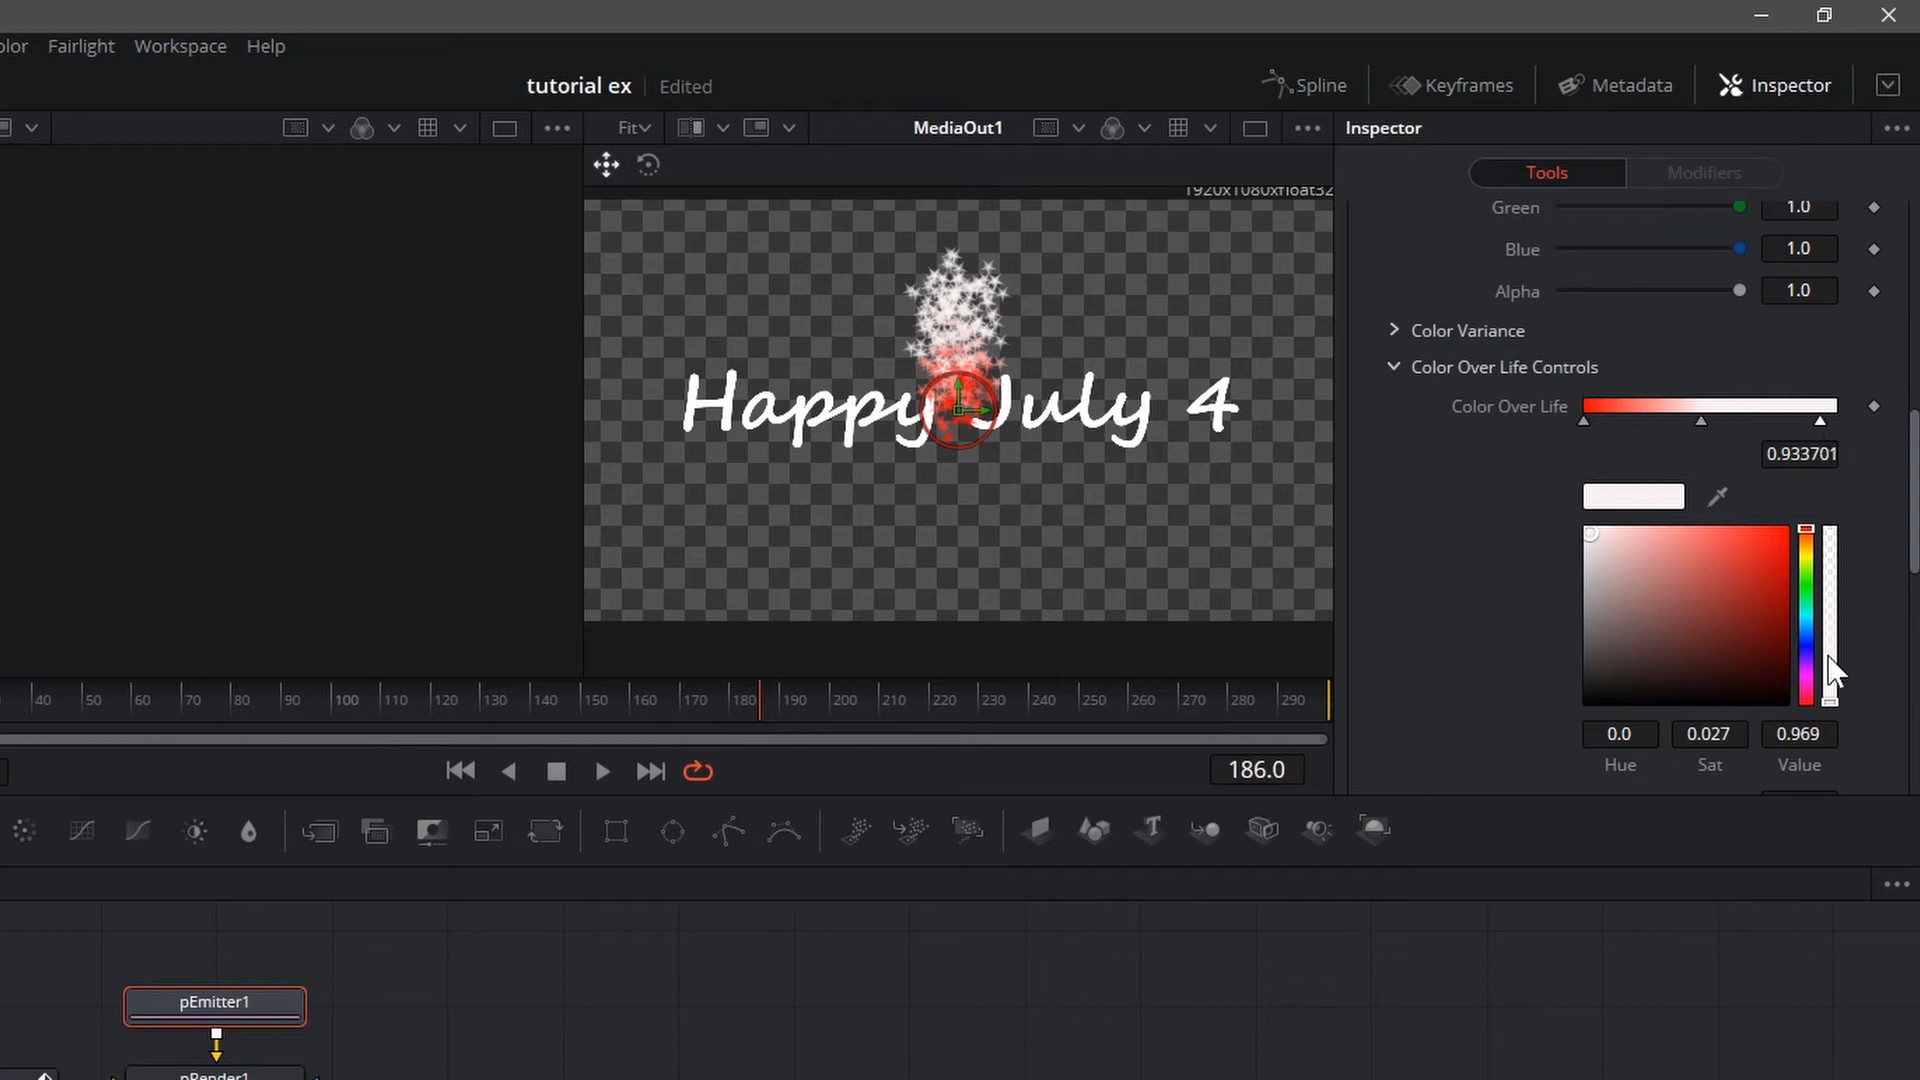 Fairlight Workspace Help
tutorial ex Edited
Spline Keyframes Metadata Inspector
Fit MediaOut1 Inspector
Tools Modifiers
1920x1080xfloat32
Green 1.0
Blue 1.0
Alpha 1.0
Color Variance
Color Over Life Controls
Color Over Life
0.933701
Happy July 4
40 50 60 70 80 90 100 110 120 130 140 150 160 170 180 190 200 210 220 230 240 250 260 270 280 290
0.0 0.027 0.969
Hue Sat Value
186.0
pEmitter1
pRender1